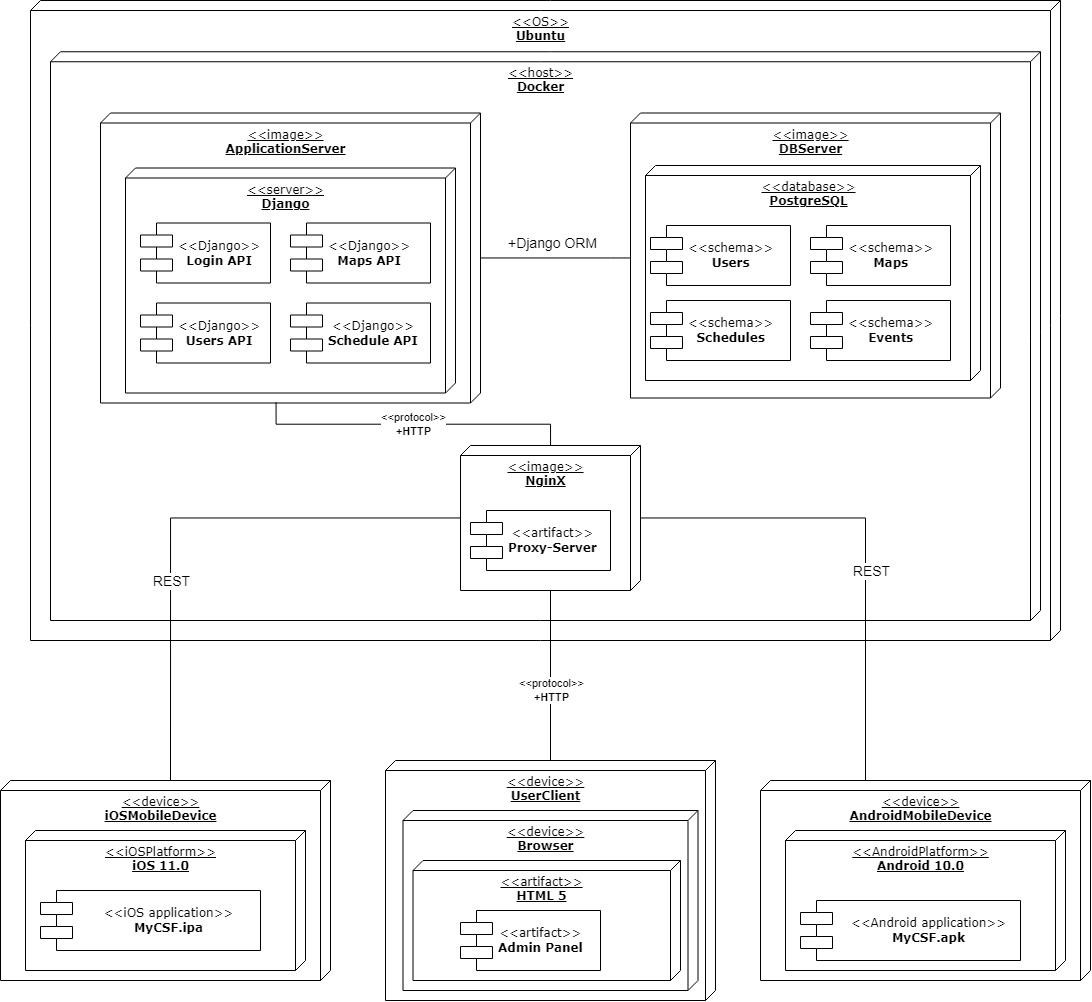 <<OS>>
Ubuntu
<<host>>
Docker
<<image>>
ApplicationServer
<<server>>
Django
<<Django>>
Login API
<<Django>>
Maps API
<<Django>>
Users API
<<Django>>
Schedule API
+Django ORM
<<image>>
DBServer
<<database>>
PostgreSQL
<<schema>>
Users
<<schema>>
Maps
<<schema>>
Schedules
<<schema>>
Events
<<protocol>>
+HTTP
<<image>>
NginX
<<artifact>>
Proxy-Server
REST
REST
<<protocol>>
+HTTP
<<device>>
iOSMobileDevice
<<iOSPlatform>>
iOS 11.0
<<iOS application>>
MyCSF.ipa
<<device>>
UserClient
<<device>>
Browser
<<artifact>>
HTML 5
<<artifact>>
Admin Panel
<<device>>
AndroidMobileDevice
<<AndroidPlatform>>
Android 10.0
<<Android application>>
MyCSF.apk